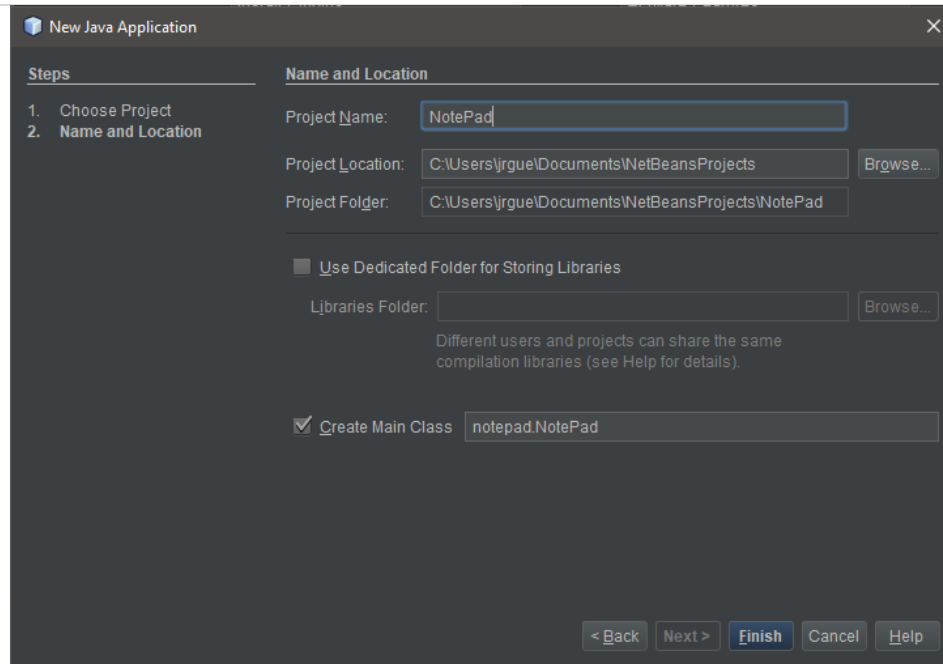 New Java Application
Steps
1. Choose Project
2. Name and Location
Name and Location
Project Name: NotePad
Project Location: C:\Users\jrgue\Documents\NetBeansProjects Browse...
Project Folder: C:\Users\jrgue\Documents\NetBeansProjects\NotePad
Use Dedicated Folder for Storing Libraries
Libraries Folder: Browse...
Different users and projects can share the same
compilation libraries (see Help for details).
Create Main Class notepad.NotePad
< Back Next > Finish Cancel Help